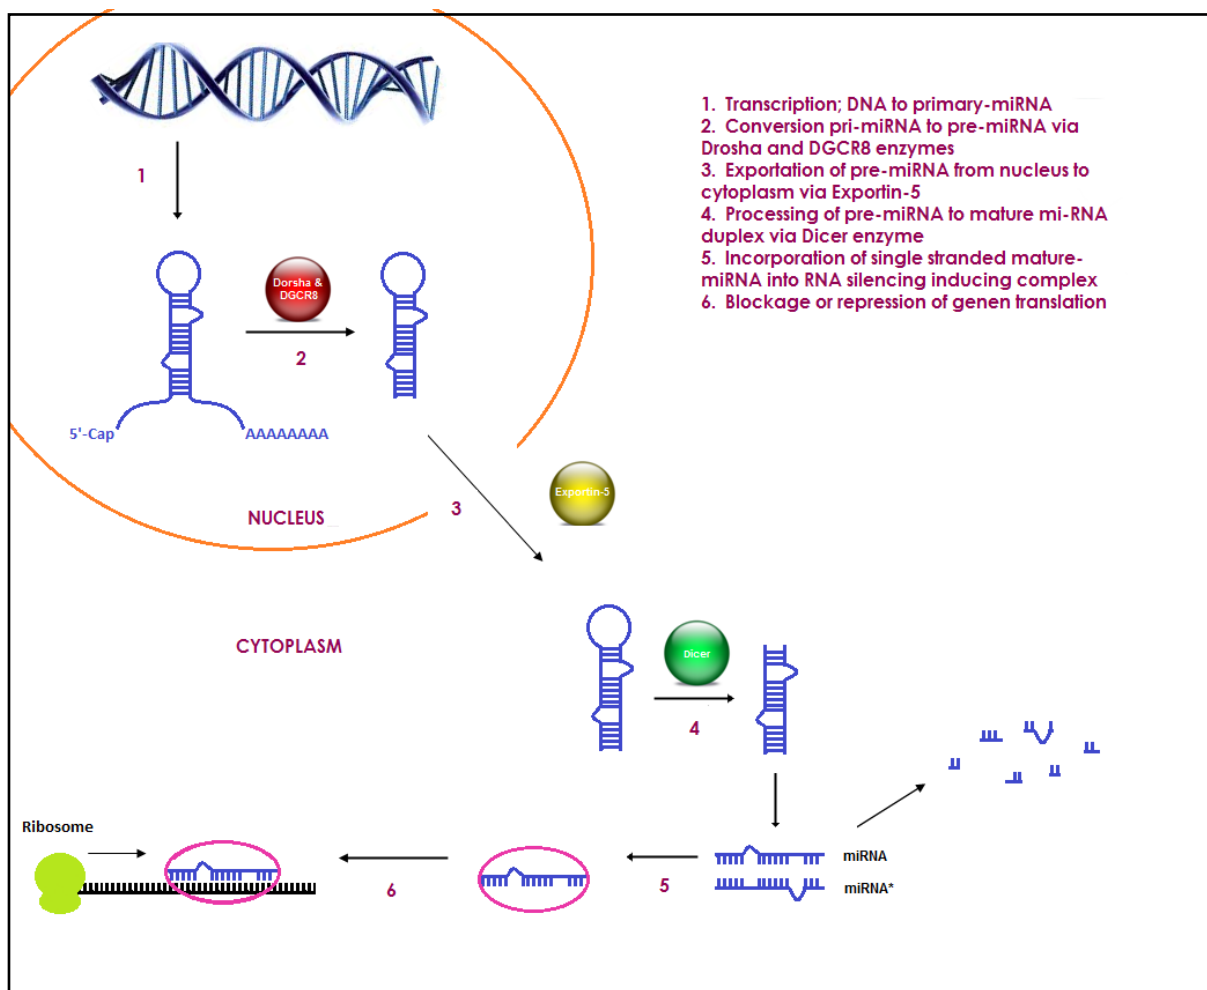 1. Transcription; DNA to primary-miRNA
2. Conversion pri-miRNA to pre-miRNA via
Drosha and DGCR8 enzymes
3. Exportation of pre-miRNA from nucleus to
cytoplasm via Exportin-5
4. Processing of pre-miRNA to mature mi-RNA
duplex via Dicer enzyme
5. Incorporation of single stranded mature-
miRNA into RNA silencing inducing complex
6. Blockage or repression of genen translation
1
Dorsha &
DGCR8
2
5'-Cap
AAAAAAAA
Exportin-5
3
NUCLEUS
CYTOPLASM
Dicer
4
Ribosome
miRNA
miRNA*
5
6